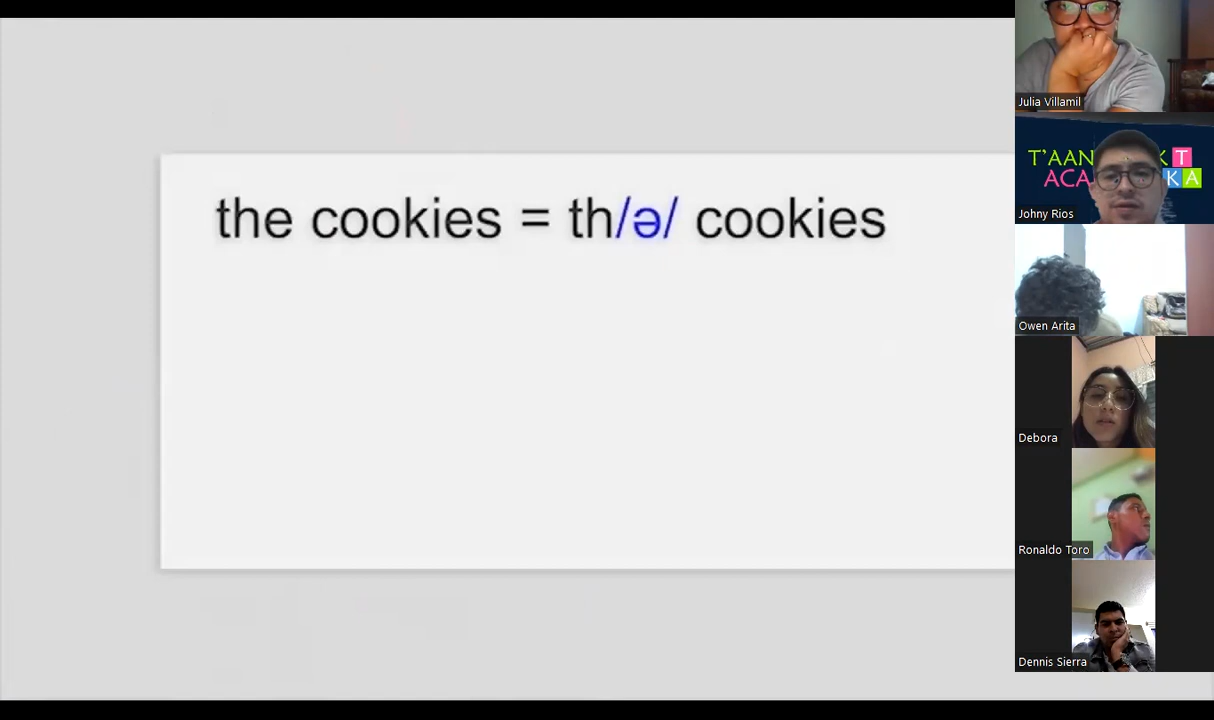 the cookies = th/ə/ cookies
Julia Villamil
T'AAN K T
ACA KA
Johny Rios
Owen Arita
Debora
Ronaldo Toro
Dennis Sierra